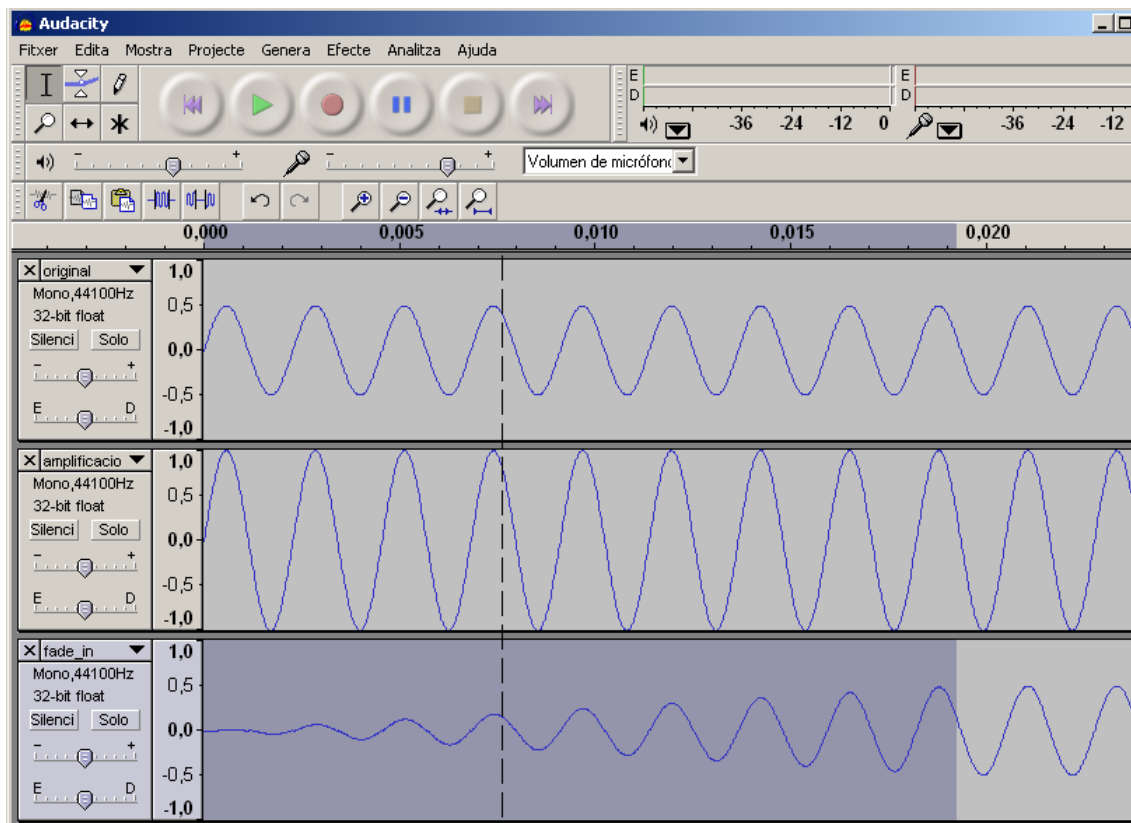 Audacity
Fitxer Edita Mostra Projecte Genera Efecte Analitza Ajuda
E
D
-36 -24 -12 0
E
D
-36 -24 -12
- +
- +
Volumen de micrófon
0,000 0,005 0,010 0,015 0,020
X original
Mono,44100Hz
32-bit float
Silenci Solo
- +
E D
1,0
0,5
0,0
-0,5
-1,0
X amplificacio
Mono,44100Hz
32-bit float
Silenci Solo
- +
E D
1,0
0,5
0,0
-0,5
-1,0
X fade_in
Mono,44100Hz
32-bit float
Silenci Solo
- +
E D
1,0
0,5
0,0
-0,5
-1,0